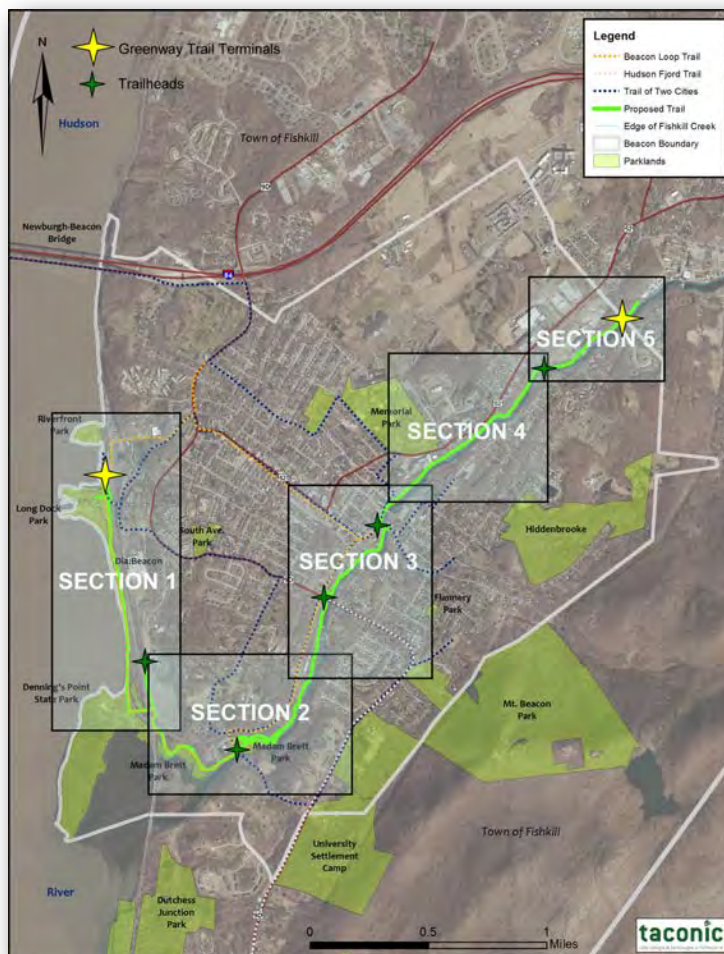 N
Greenway Trail Terminals
Trailheads
Hudson
Town of Fishkill
Legend
Beacon Loop Trail
Hudson Fjord Trail
Trail of Two Cities
Proposed Trail
Edge of Fishkill Creek
Beacon Boundary
Parklands
Newburgh-Beacon
Bridge
9D
84
52
SECTION 5
Memorial
Park
SECTION 4
52
Riverfront
Park
Long Dock
Park
South Ave.
Park
Hiddenbrooke
Dia:Beacon
SECTION 1
SECTION 3
Flannery
Park
Denning's Point
State Park
SECTION 2
Mt. Beacon
Park
Madam Brett
Park
Madam Brett
Park
Town of Fishkill
University
Settlement
Camp
River
Dutchess
Junction
Park
0
0.5
1
Miles
taconic